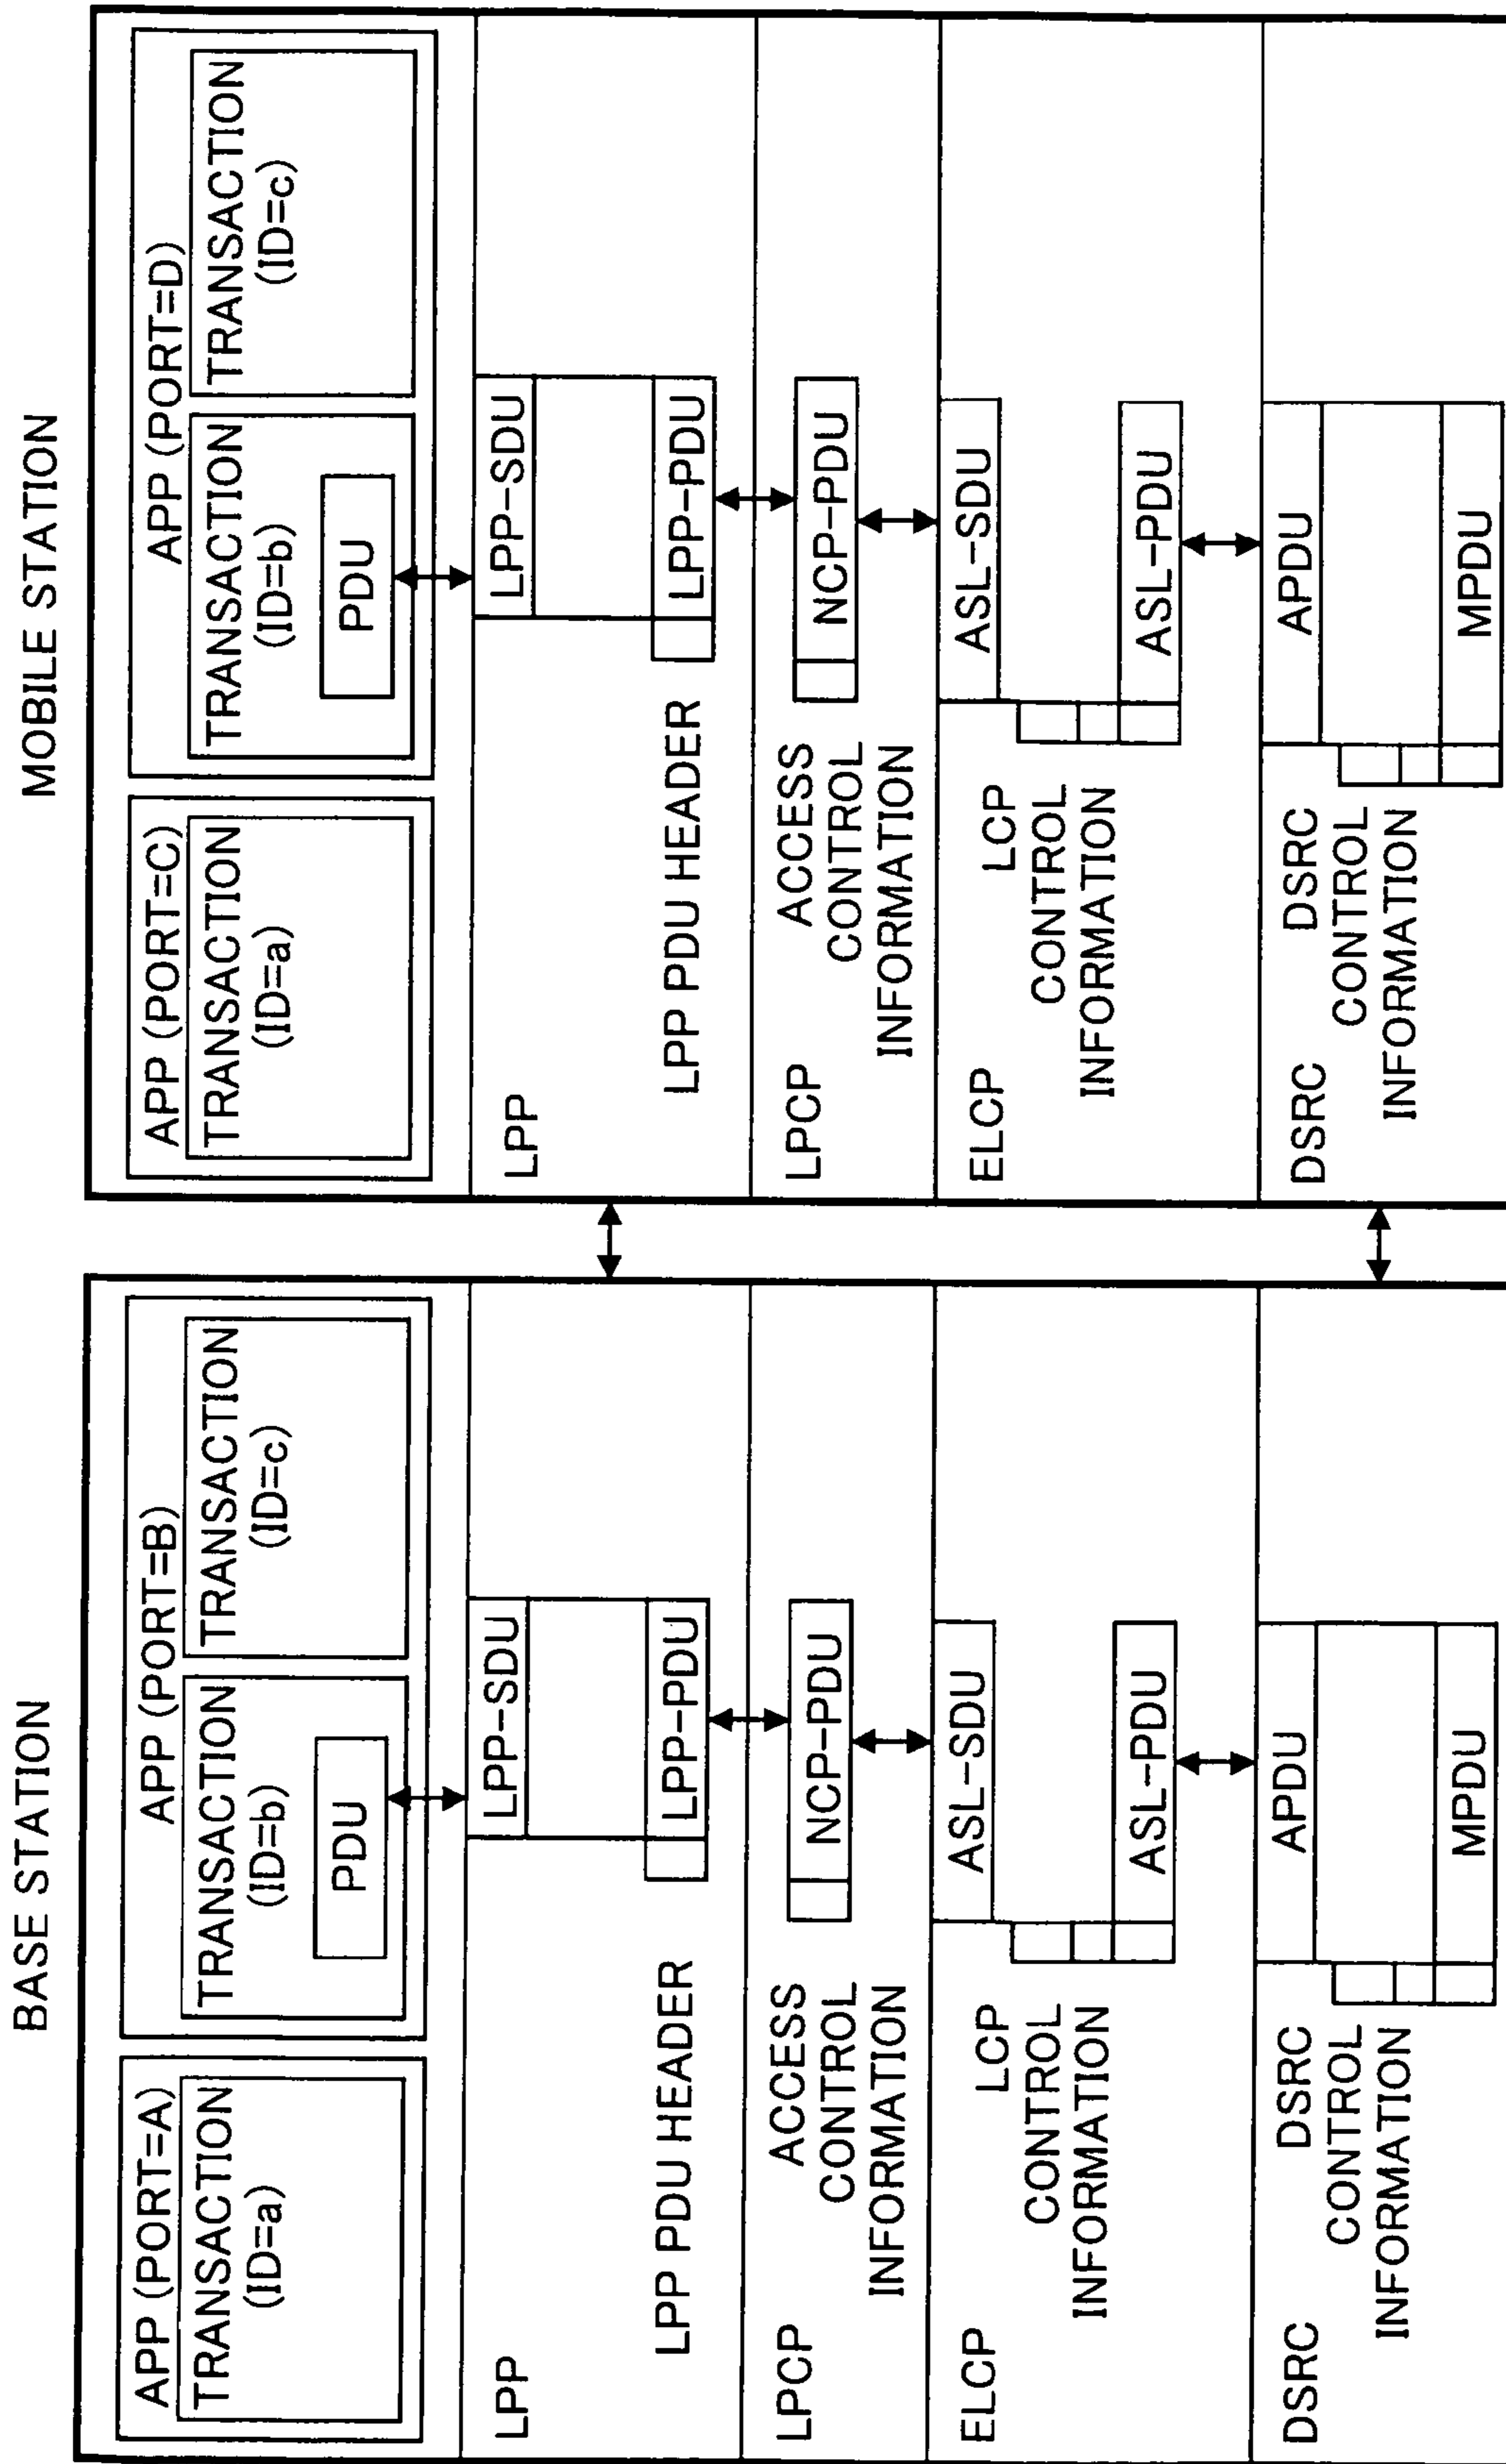 BASE STATION
APP (PORT=A)
TRANSACTION
(ID=a)
APP (PORT=B)
TRANSACTION
(ID=b)
PDU
TRANSACTION
(ID=c)
LPP
LPP-SDU
LPP PDU HEADER
LPP-PDU
LPCP
ACCESS
CONTROL
INFORMATION
NCP-PDU
ELCP
ASL-SDU
LCP
CONTROL
INFORMATION
ASL-PDU
DSRC
APDU
DSRC
CONTROL
INFORMATION
MPDU
MOBILE STATION
APP (PORT=C)
TRANSACTION
(ID=a)
APP (PORT=D)
TRANSACTION
(ID=b)
PDU
TRANSACTION
(ID=c)
LPP
LPP-SDU
LPP PDU HEADER
LPP-PDU
LPCP
ACCESS
CONTROL
INFORMATION
NCP-PDU
ELCP
ASL-SDU
LCP
CONTROL
INFORMATION
ASL-PDU
DSRC
APDU
DSRC
CONTROL
INFORMATION
MPDU